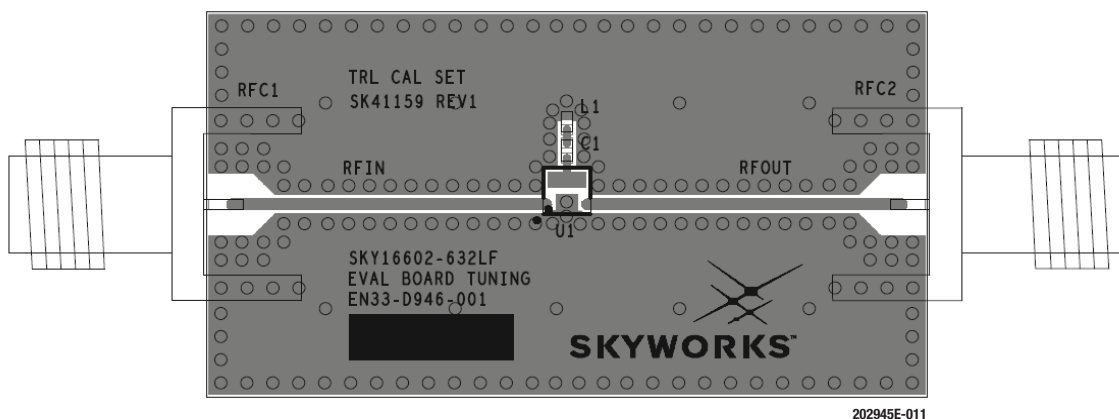 TRL CAL SET
SK41159 REV1
RFC1
RFC2
L1
C1
RFIN
RFOUT
U1
SKY16602-632LF
EVAL BOARD TUNING
EN33-D946-001
SKYWORKS™
202945E-011